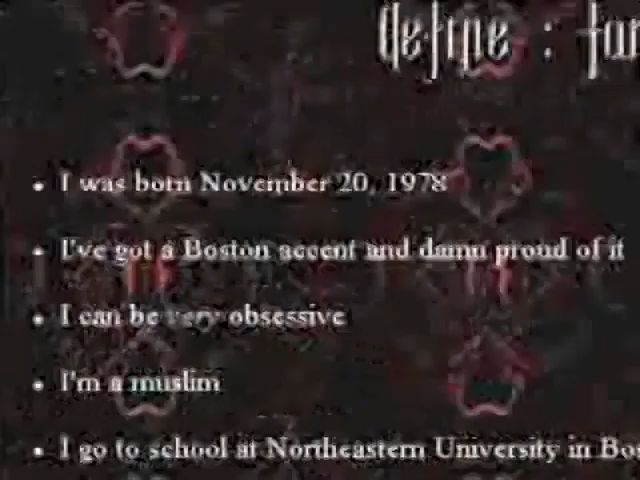 define :
• I was born November 20, 1978
• I've got a Boston accent and damn proud of it
• I can be very obsessive
• I'm a muslim
• I go to school at Northeastern University in Bos